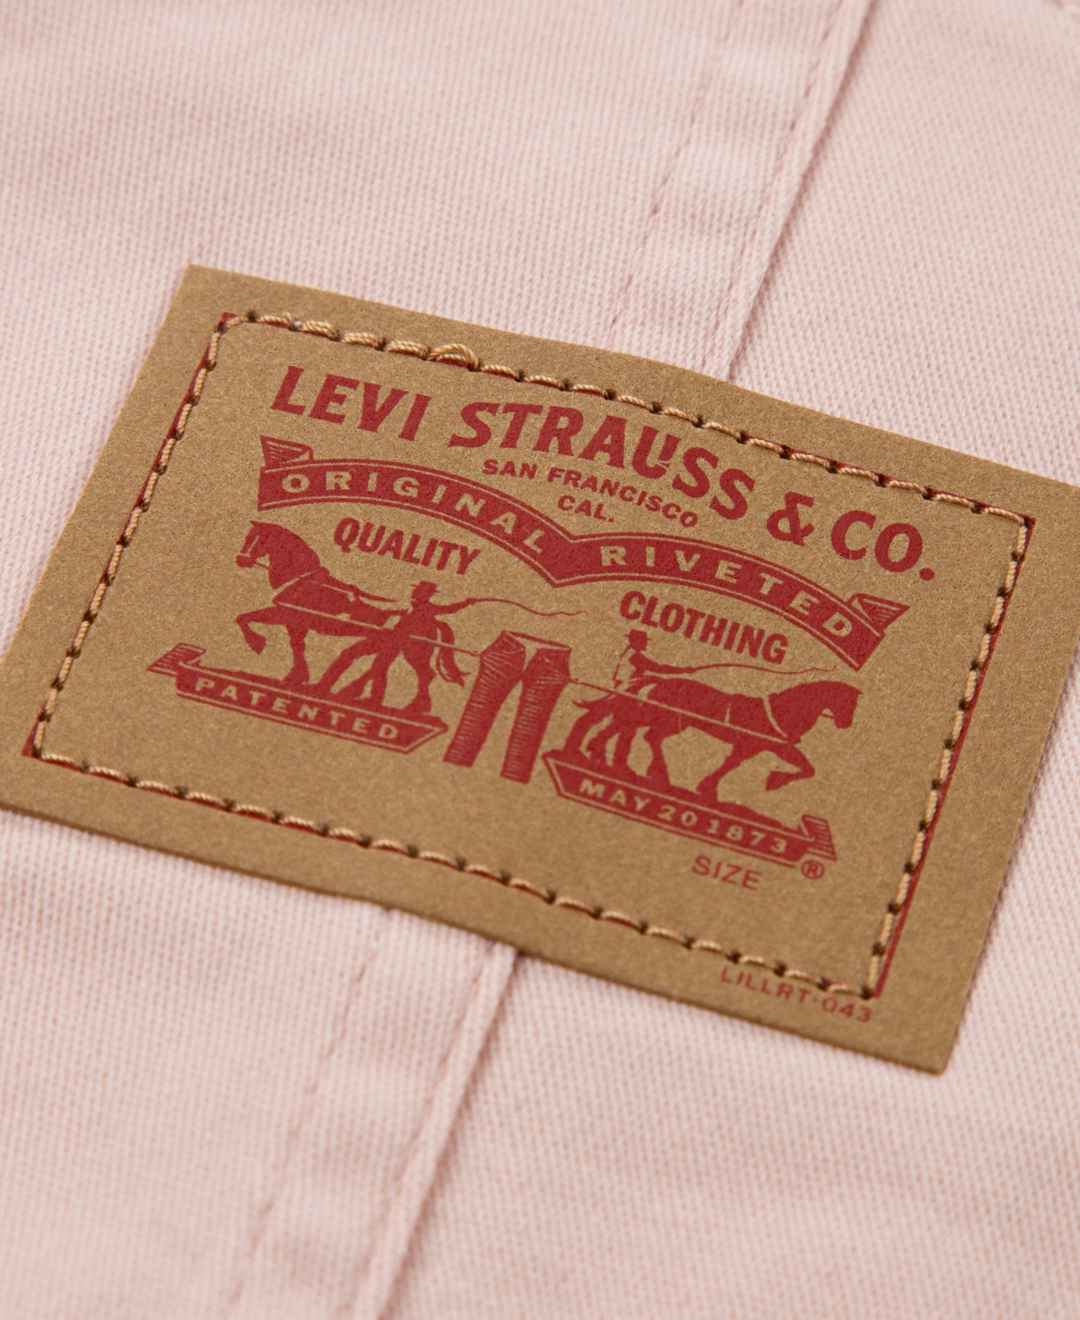 LEVI STRAUSS & CO.
SAN FRANCISCO
CAL.
ORIGINAL RIVETED
QUALITY
CLOTHING
PATENTED
MAY 20 1873
SIZE ®
LILLRT-043